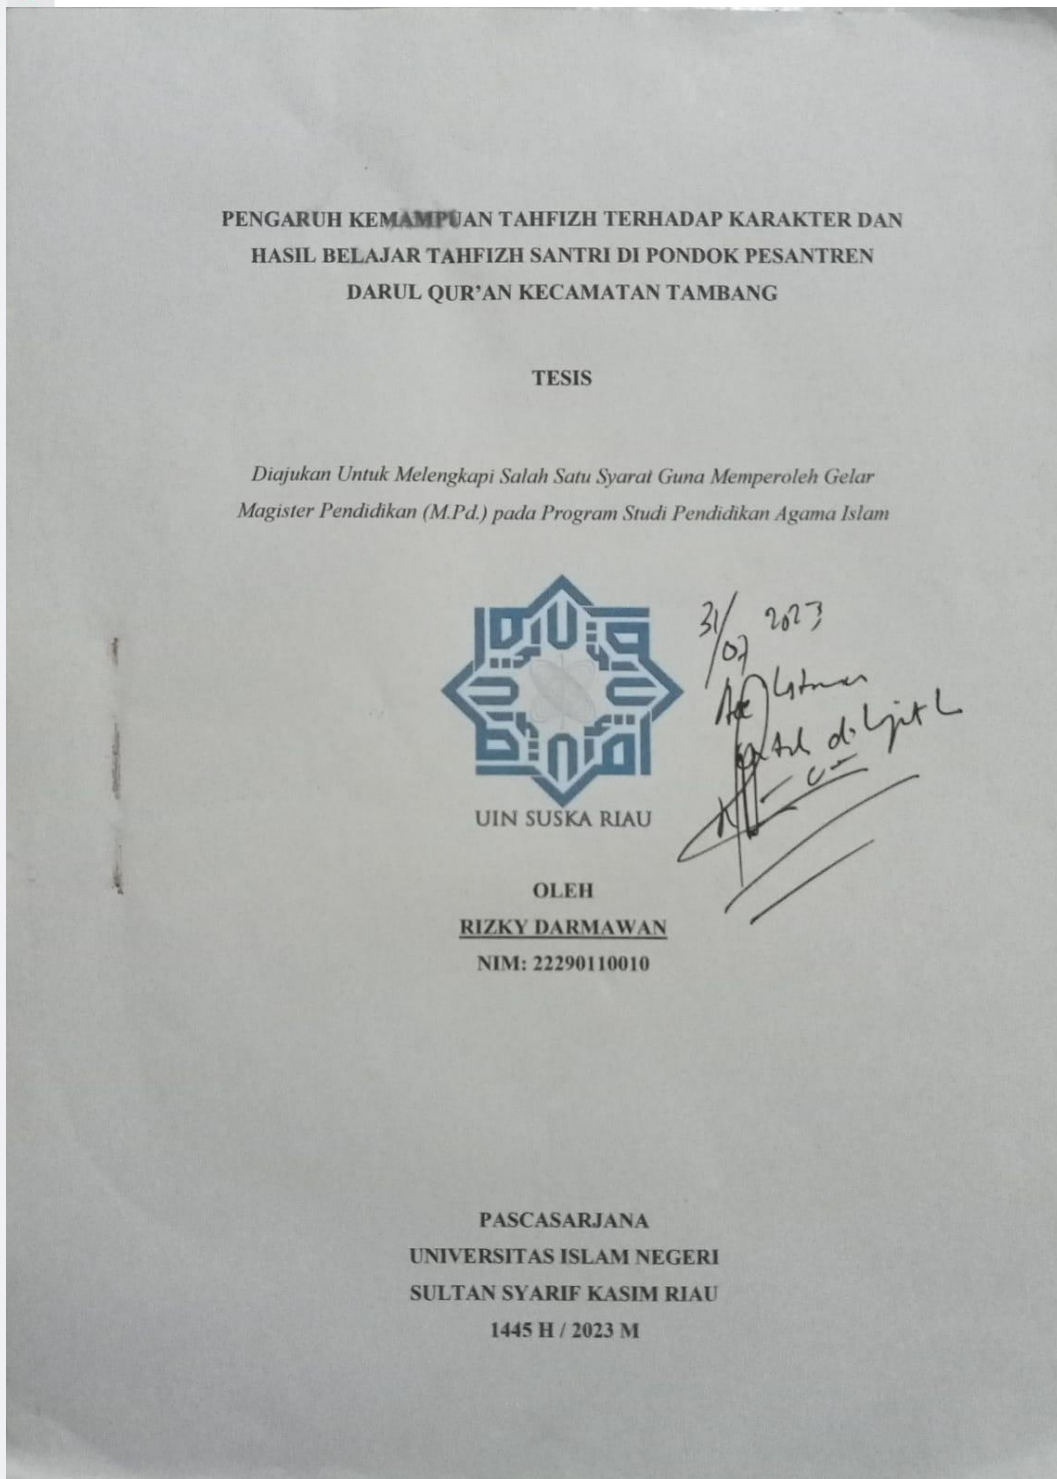 PENGARUH KEMAMPUAN TAHFIZH TERHADAP KARAKTER DAN
HASIL BELAJAR TAHFIZH SANTRI DI PONDOK PESANTREN
DARUL QUR'AN KECAMATAN TAMBANG
TESIS
Diajukan Untuk Melengkapi Salah Satu Syarat Guna Memperoleh Gelar
Magister Pendidikan (M.Pd.) pada Program Studi Pendidikan Agama Islam
31/07 2023
UIN SUSKA RIAU
OLEH
RIZKY DARMAWAN
NIM: 22290110010
PASCASARJANA
UNIVERSITAS ISLAM NEGERI
SULTAN SYARIF KASIM RIAU
1445 H / 2023 M